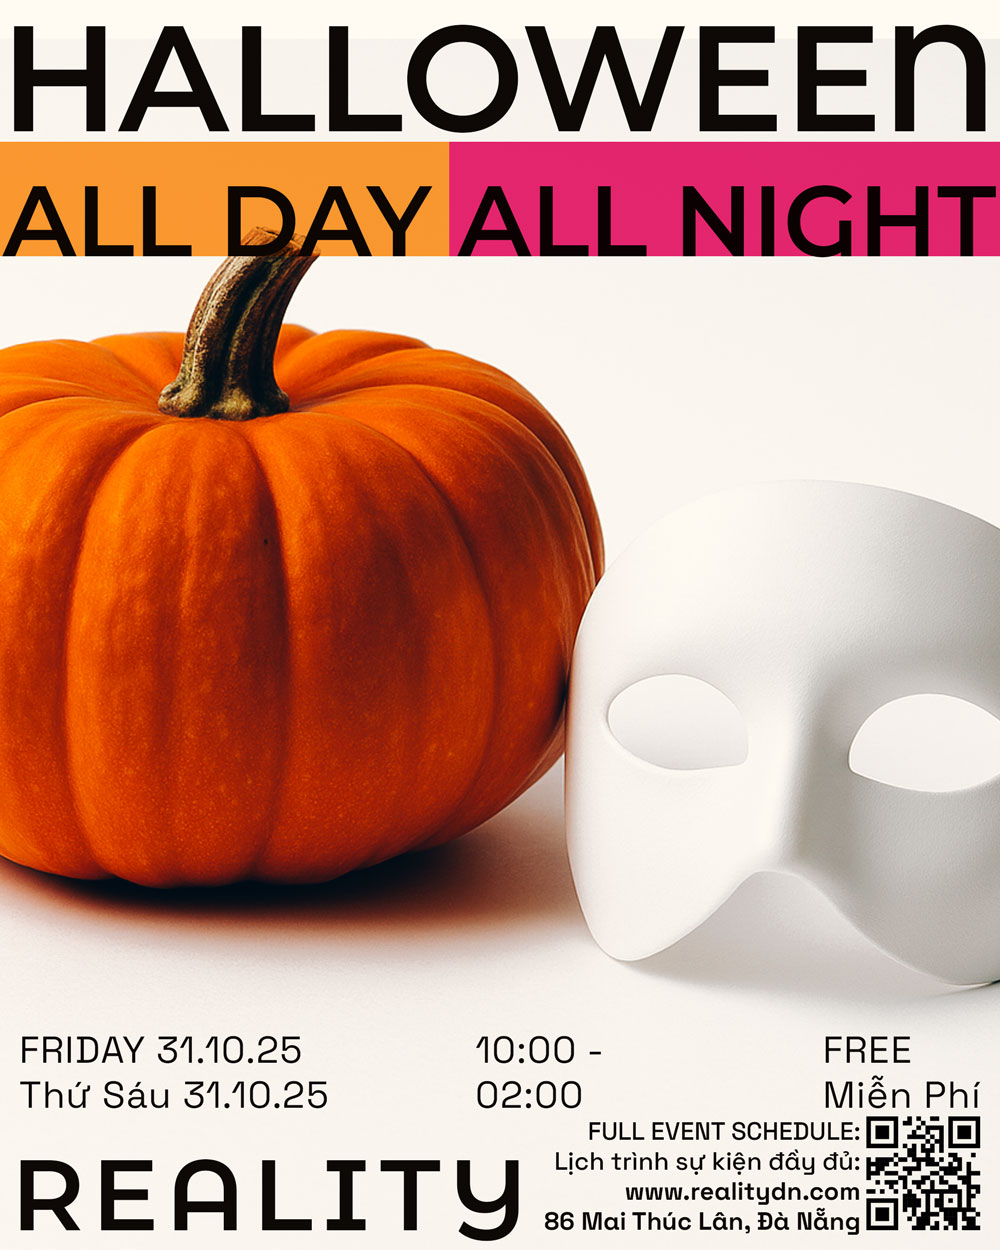 HALLOWEEN
ALL DAY ALL NIGHT
FRIDAY 31.10.25
Thứ Sáu 31.10.25
10:00 -
02:00
FREE
Miễn Phí
REALITY
FULL EVENT SCHEDULE:
Lịch trình sự kiện đầy đủ:
www.realitydn.com
86 Mai Thúc Lân, Đà Nẵng